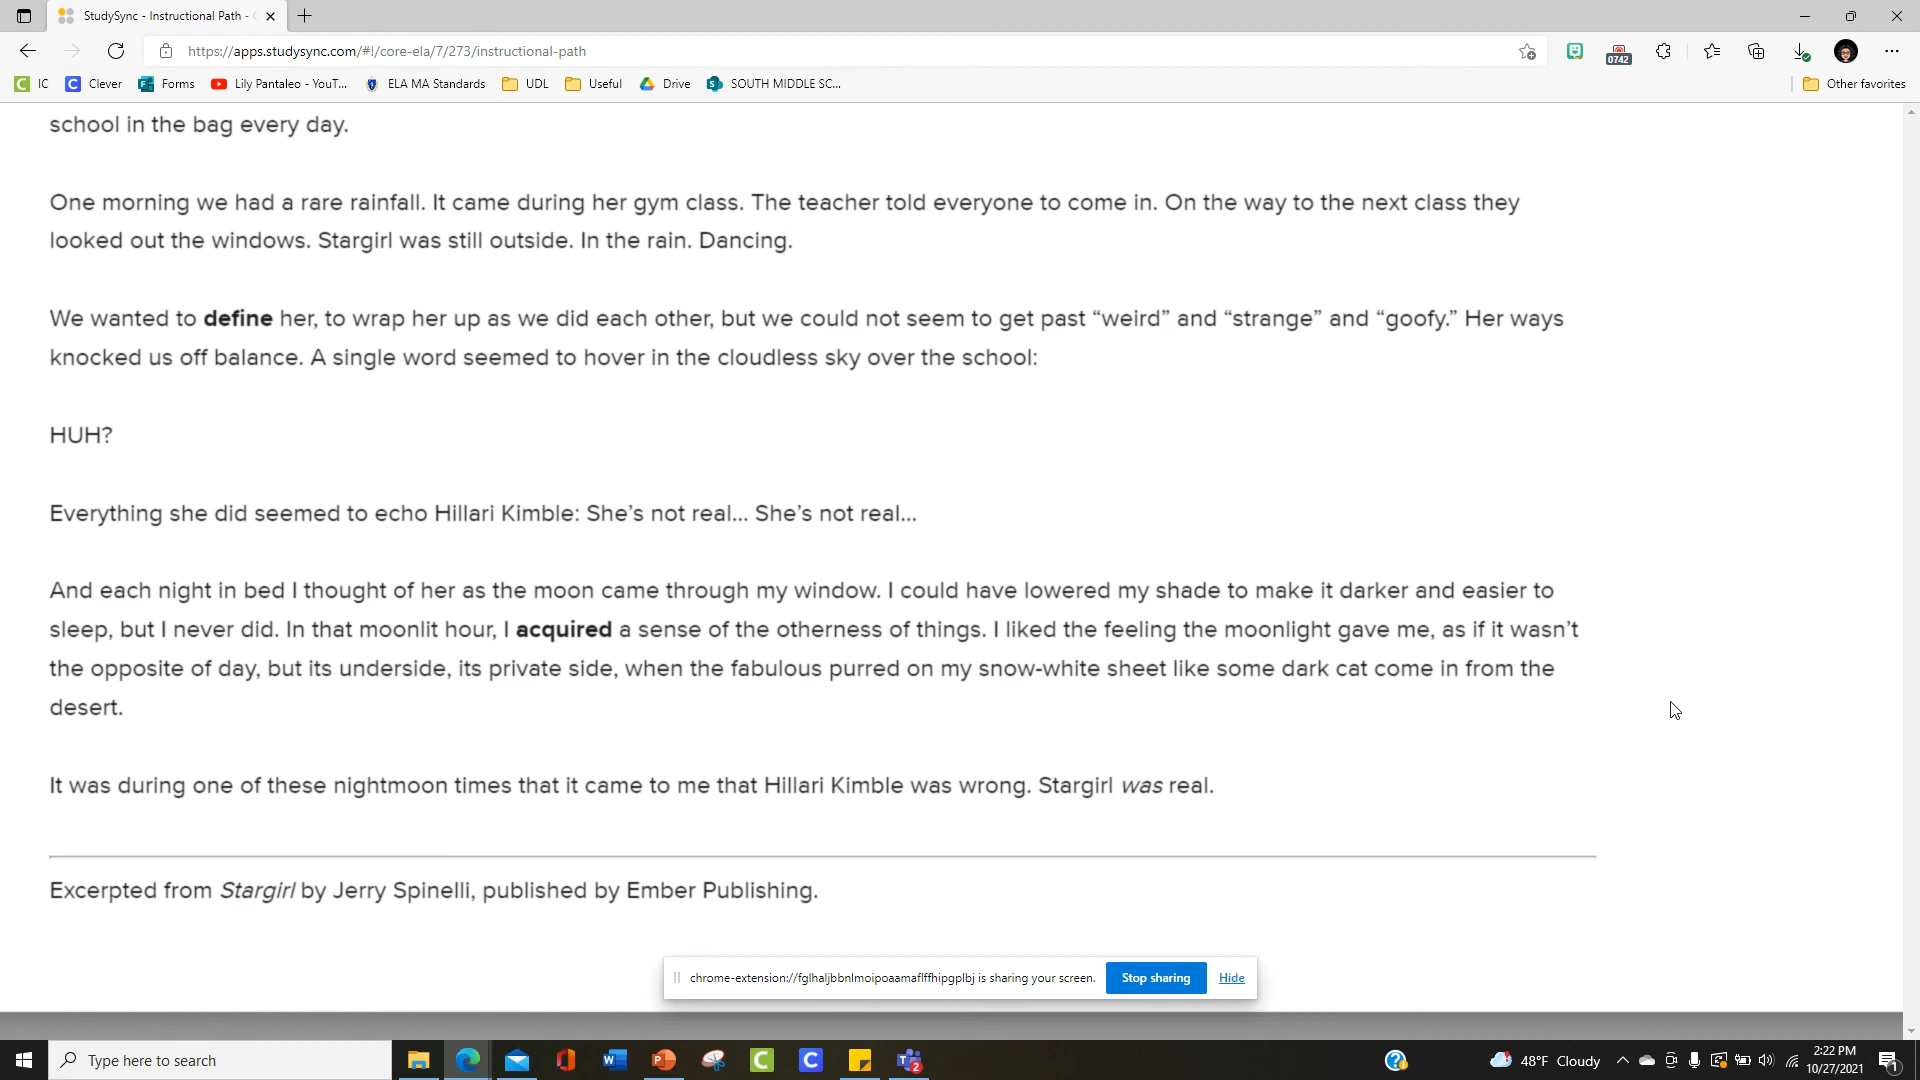 StudySync - Instructional Path -
https://apps.studysync.com/#!/core-ela/7/273/instructional-path
0742
IC
Clever
Forms
Lily Pantaleo - YouT...
ELA MA Standards
UDL
Useful
Drive
SOUTH MIDDLE SC...
Other favorites
school in the bag every day.
One morning we had a rare rainfall. It came during her gym class. The teacher told everyone to come in. On the way to the next class they
looked out the windows. Stargirl was still outside. In the rain. Dancing.
We wanted to define her, to wrap her up as we did each other, but we could not seem to get past “weird” and “strange” and “goofy.” Her ways
knocked us off balance. A single word seemed to hover in the cloudless sky over the school:
HUH?
Everything she did seemed to echo Hillari Kimble: She’s not real... She’s not real...
And each night in bed I thought of her as the moon came through my window. I could have lowered my shade to make it darker and easier to
sleep, but I never did. In that moonlit hour, I acquired a sense of the otherness of things. I liked the feeling the moonlight gave me, as if it wasn’t
the opposite of day, but its underside, its private side, when the fabulous purred on my snow-white sheet like some dark cat come in from the
desert.
It was during one of these nightmoon times that it came to me that Hillari Kimble was wrong. Stargirl was real.
Excerpted from Stargirl by Jerry Spinelli, published by Ember Publishing.
chrome-extension://fglhaljbbnlmoipoaamaflffhipgplbj is sharing your screen.
Stop sharing
Hide
Type here to search
2
48°F Cloudy
2:22 PM
10/27/2021
1